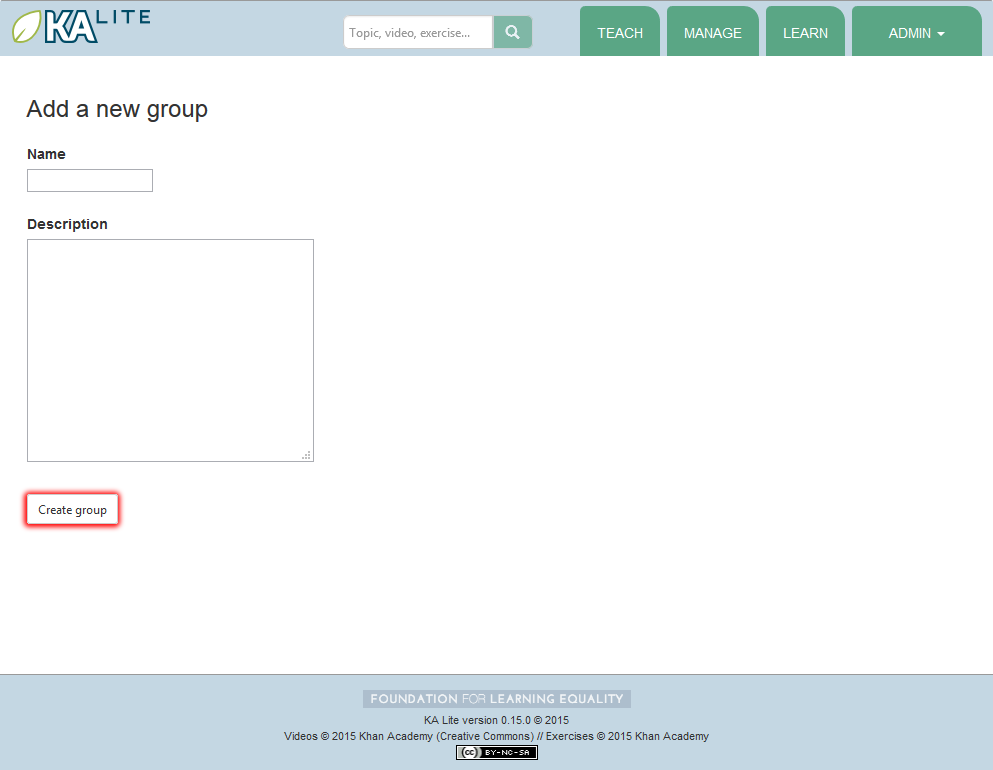 KA LITE
Topic, video, exercise...
TEACH
MANAGE
LEARN
ADMIN
Add a new group
Name
Description
Create group
FOUNDATION FOR LEARNING EQUALITY
KA Lite version 0.15.0 © 2015
Videos © 2015 Khan Academy (Creative Commons) // Exercises © 2015 Khan Academy
(cc) BY-NC-SA